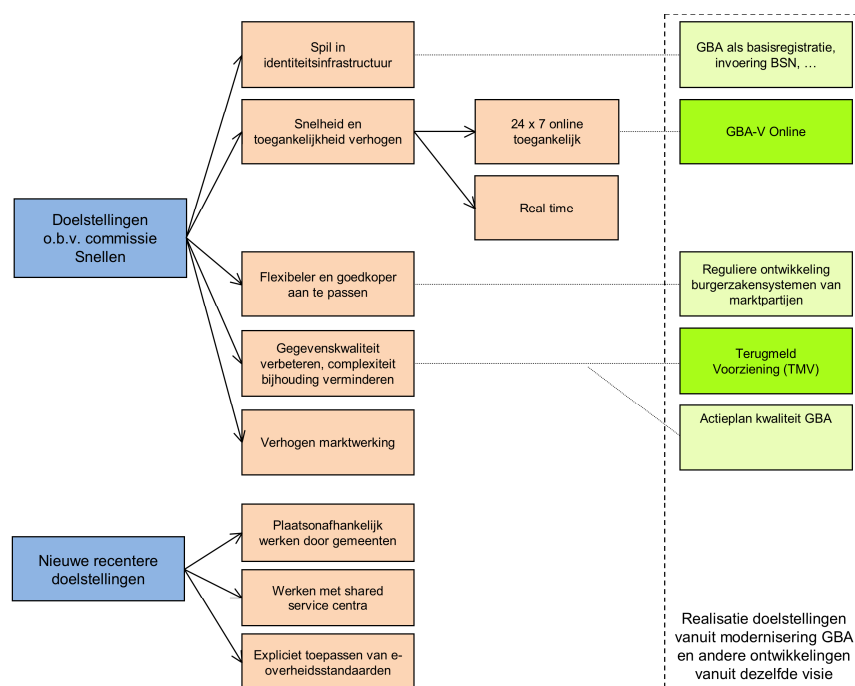 Spil in
identiteitsinfrastructuur
GBA als basisregistratie,
invoering BSN, …
Snelheid en
toegankelijkheid verhogen
24 x 7 online
toegankelijk
GBA-V Online
Real time
Doelstellingen
o.b.v. commissie
Snellen
Flexibeler en goedkoper
aan te passen
Reguliere ontwikkeling
burgerzakensystemen van
marktpartijen
Gegevenskwaliteit
verbeteren, complexiteit
bijhouding verminderen
Terugmeld
Voorziening (TMV)
Actieplan kwaliteit GBA
Verhogen marktwerking
Plaatsonafhankelijk
werken door gemeenten
Nieuwe recentere
doelstellingen
Werken met shared
service centra
Expliciet toepassen van e-
overheidsstandaarden
Realisatie doelstellingen
vanuit modernisering GBA
en andere ontwikkelingen
vanuit dezelfde visie